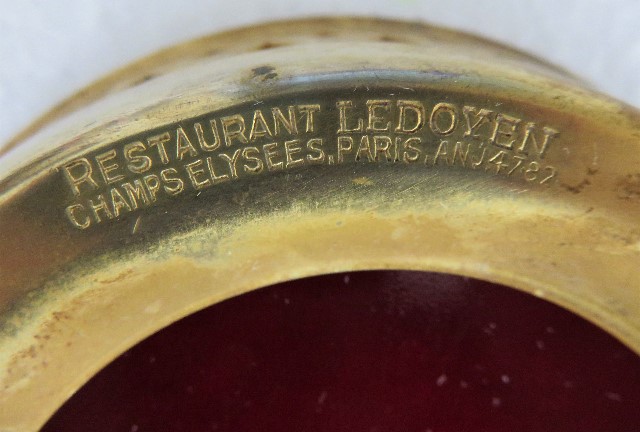 RESTAURANT LEDOYEN
CHAMPS ELYSEES, PARIS, ANJ4782